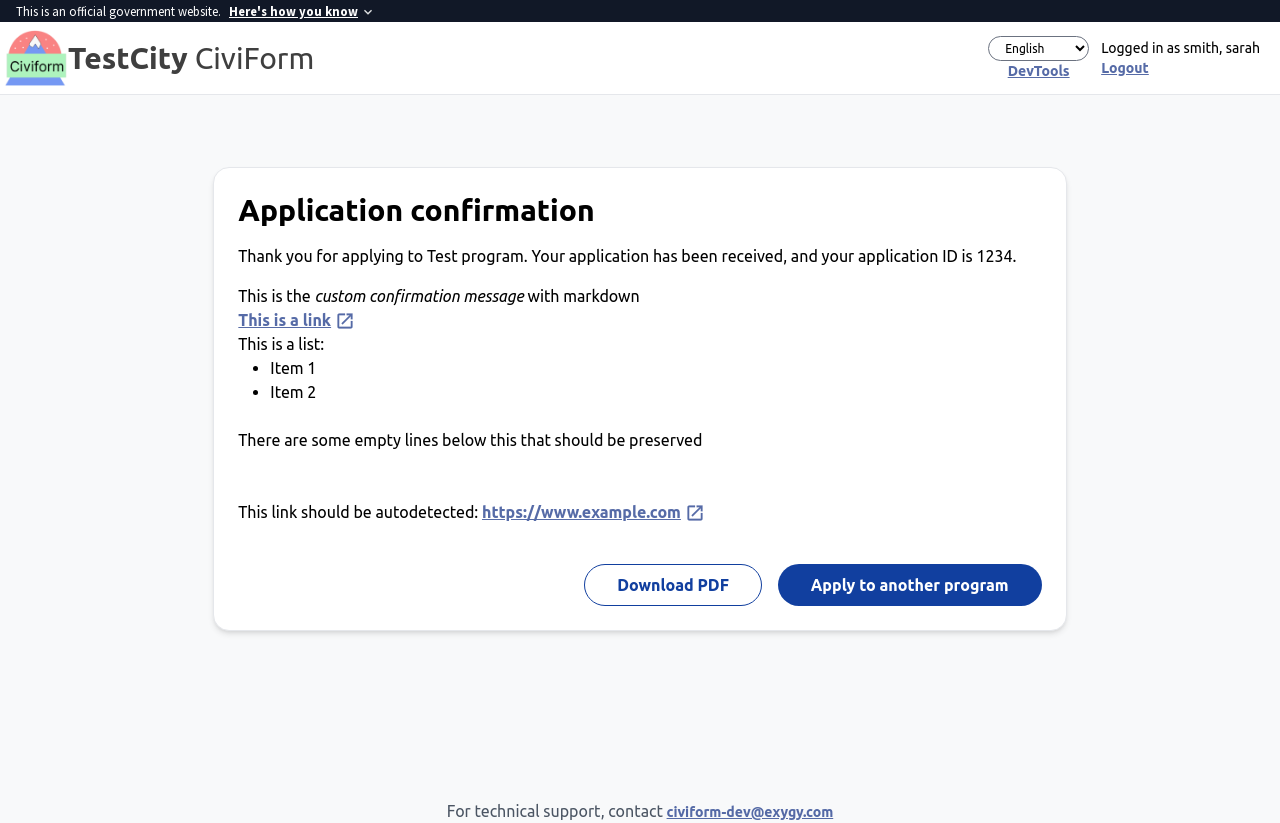 This is an official government website. Here's how you know
Civiform
TestCity CiviForm
English
DevTools
Logged in as smith, sarah
Logout
Application confirmation
Thank you for applying to Test program. Your application has been received, and your application ID is 1234.
This is the custom confirmation message with markdown
This is a link
This is a list:
• Item 1
• Item 2
There are some empty lines below this that should be preserved
This link should be autodetected: https://www.example.com
Download PDF
Apply to another program
For technical support, contact civiform-dev@exygy.com